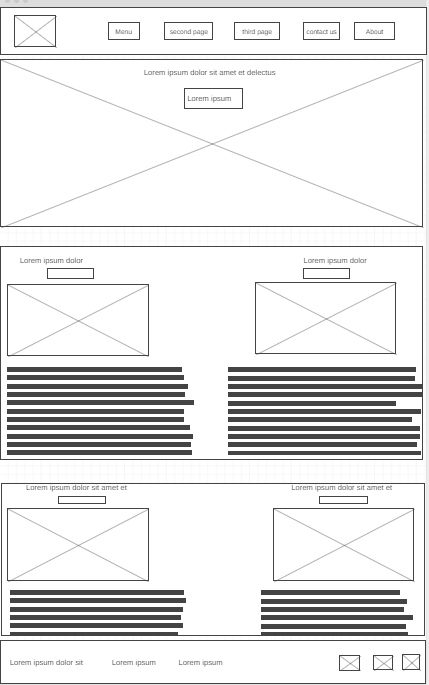 Menu
second page
third page
contact us
About
Lorem ipsum dolor sit amet et delectus
Lorem ipsum
Lorem ipsum dolor
Lorem ipsum dolor
Lorem ipsum dolor sit amet et
Lorem ipsum dolor sit amet et
Lorem ipsum dolor sit
Lorem ipsum
Lorem ipsum